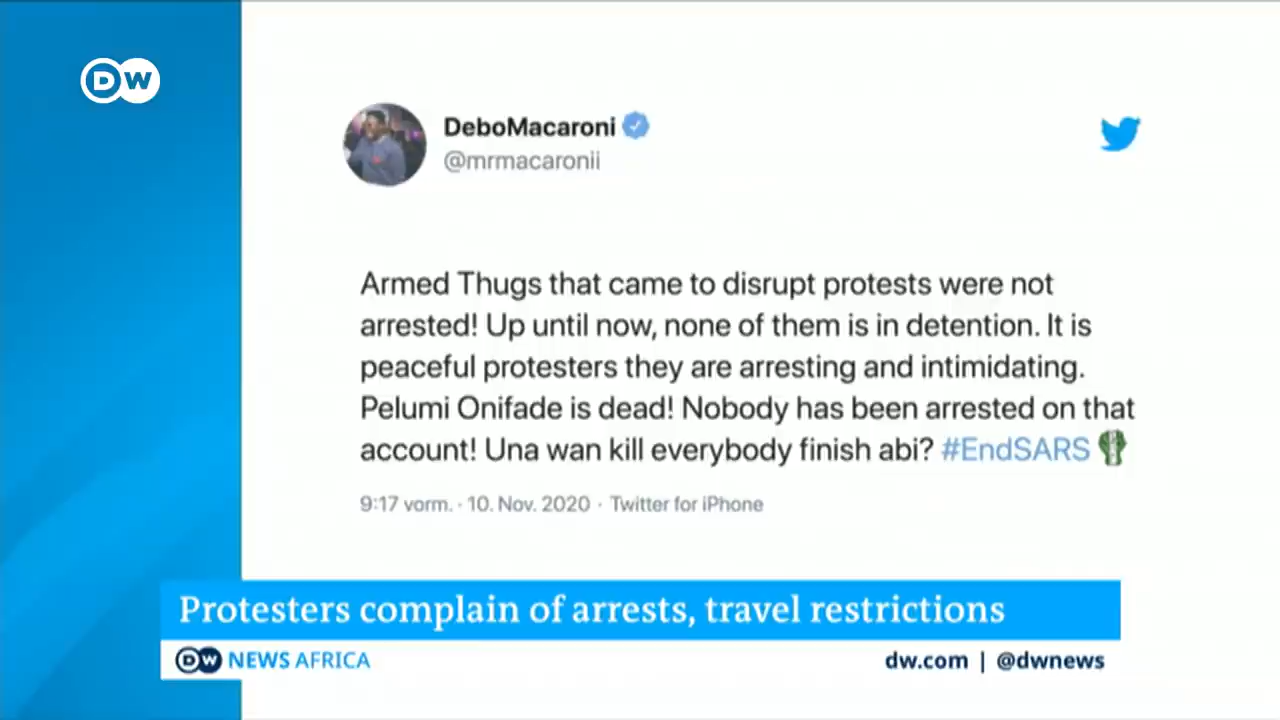 DW
DeboMacaroni
@mrmacaronii
Armed Thugs that came to disrupt protests were not
arrested! Up until now, none of them is in detention. It is
peaceful protesters they are arresting and intimidating.
Pelumi Onifade is dead! Nobody has been arrested on that
account! Una wan kill everybody finish abi? #EndSARS
9:17 vorm. · 10. Nov. 2020 · Twitter for iPhone
Protesters complain of arrests, travel restrictions
DW NEWS AFRICA
dw.com | @dwnews